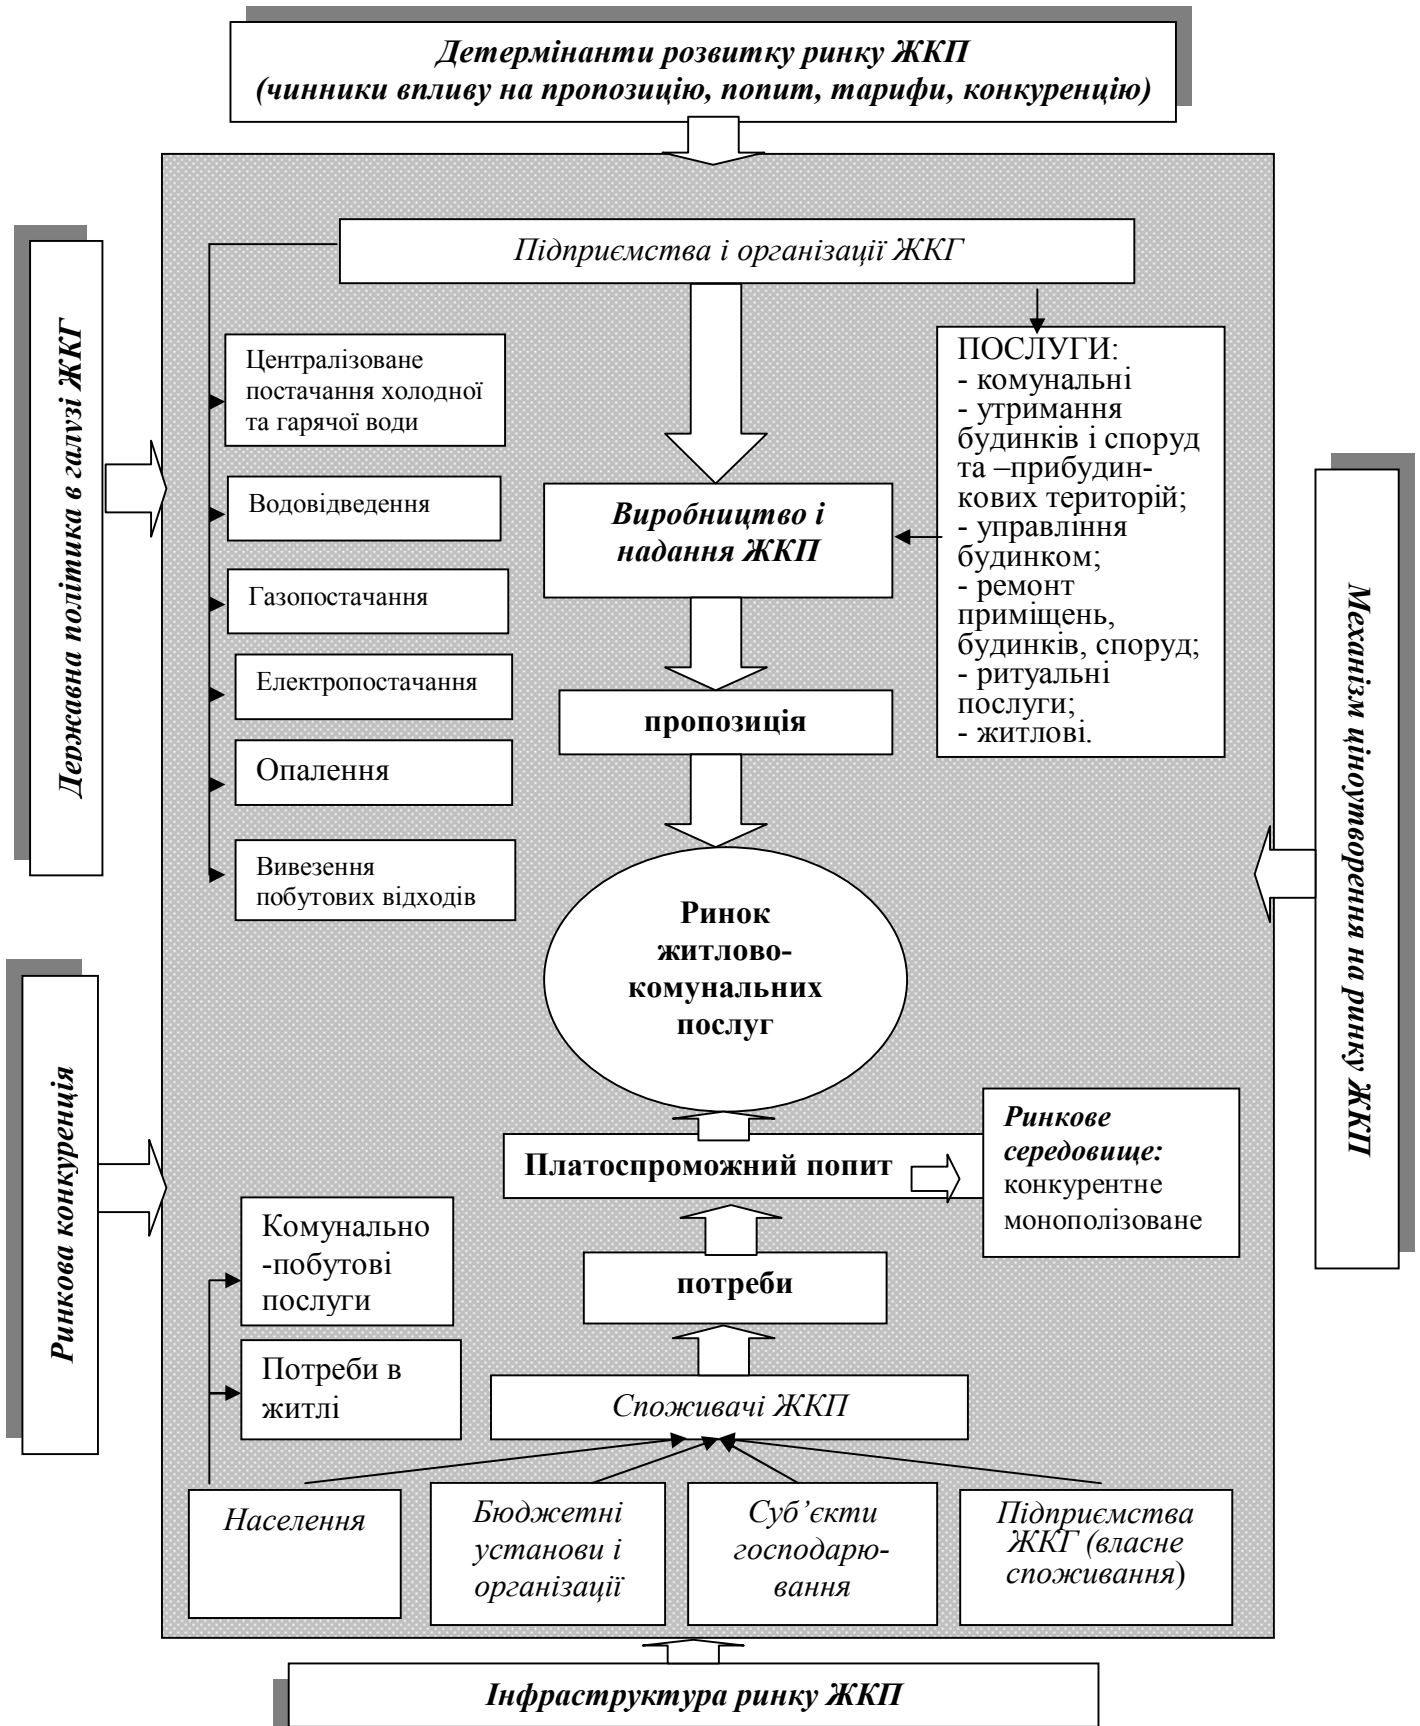 Детермінанти розвитку ринку ЖКП
(чинники впливу на пропозицію, попит, тарифи, конкуренцію)
Державна політика в галузі ЖКГ
Підприємства і організації ЖКГ
Централізоване
постачання холодної
та гарячої води
Водовідведення
Газопостачання
Електропостачання
Опалення
Вивезення
побутових відходів
Виробництво і
надання ЖКП
ПОСЛУГИ:
- комунальні
- утримання
будинків і споруд
та –прибудин-
кових територій;
- управління
будинком;
- ремонт
приміщень,
будинків, споруд;
- ритуальні
послуги;
- житлові.
пропозиція
Механізм ціноутворення на ринку ЖКП
Ринок
житлово-
комунальних
послуг
Ринкова конкуренція
Платоспроможний попит
Ринкове
середовище:
конкурентне
монополізоване
Комунально
-побутові
послуги
потреби
Потреби в
житлі
Споживачі ЖКП
Населення
Бюджетні
установи і
організації
Суб’єкти
господарю-
вання
Підприємства
ЖКГ (власне
споживання)
Інфраструктура ринку ЖКП